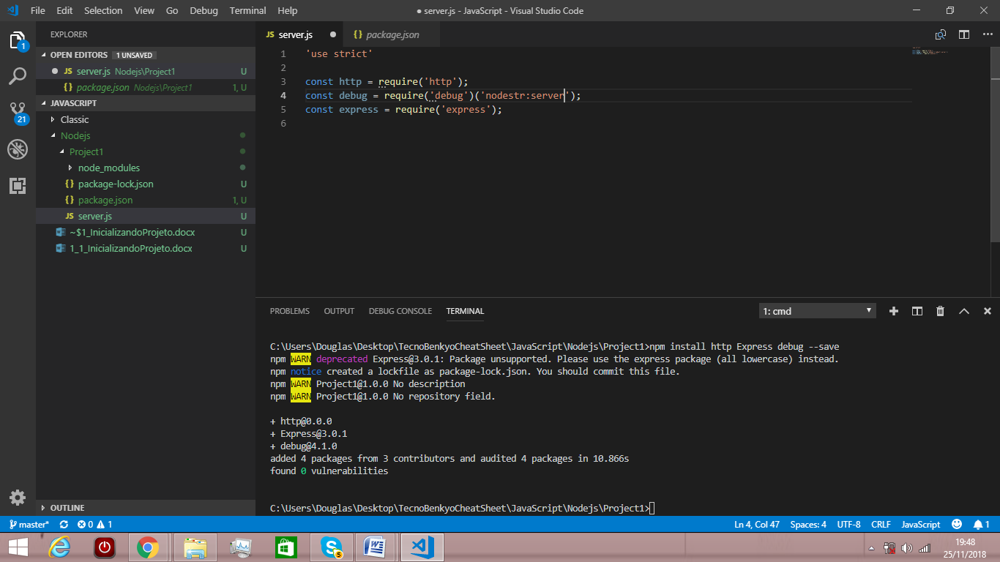 File Edit Selection View Go Debug Terminal Help
● server.js - JavaScript - Visual Studio Code
EXPLORER
OPEN EDITORS 1 UNSAVED
JS server.js Nodejs\Project1 U
{} package.json Nodejs\Project1 1, U
JAVASCRIPT
Classic
Nodejs
Project1
node_modules
{} package-lock.json U
{} package.json 1, U
JS server.js U
~$1_InicializandoProjeto.docx U
1_1_InicializandoProjeto.docx U
OUTLINE
1
21
JS server.js ●
{} package.json
1 'use strict'
2
3 const http = require('http');
4 const debug = require('debug')('nodestr:server');
5 const express = require('express');
6
PROBLEMS OUTPUT DEBUG CONSOLE TERMINAL
1: cmd
C:\Users\Douglas\Desktop\TecnoBenkyoCheatSheet\JavaScript\Nodejs\Project1>npm install http Express debug --save
npm WARN deprecated Express@3.0.1: Package unsupported. Please use the express package (all lowercase) instead.
npm notice created a lockfile as package-lock.json. You should commit this file.
npm WARN Project1@1.0.0 No description
npm WARN Project1@1.0.0 No repository field.
+ http@0.0.0
+ Express@3.0.1
+ debug@4.1.0
added 4 packages from 3 contributors and audited 4 packages in 10.866s
found 0 vulnerabilities
C:\Users\Douglas\Desktop\TecnoBenkyoCheatSheet\JavaScript\Nodejs\Project1>
master* 0 1
Ln 4, Col 47 Spaces: 4 UTF-8 CRLF JavaScript 1
5
19:48
25/11/2018